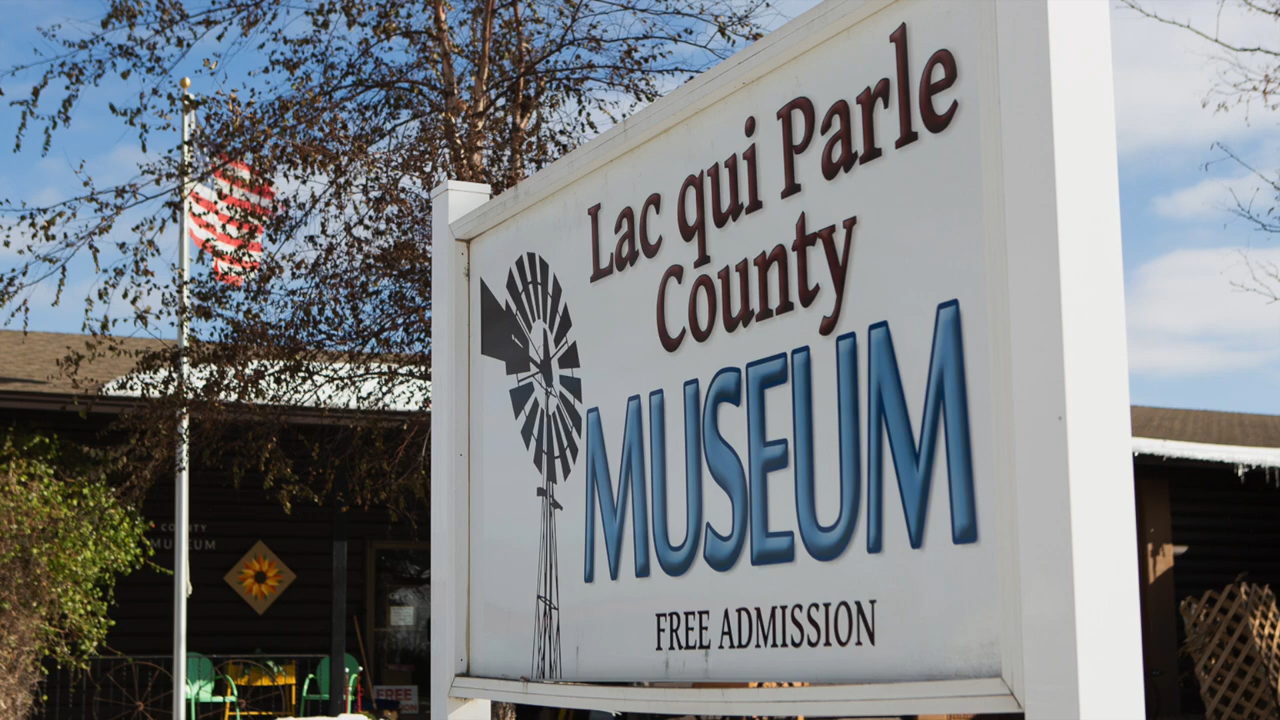 Lac qui Parle
County
MUSEUM
FREE ADMISSION
COUNTY
MUSEUM
FREE